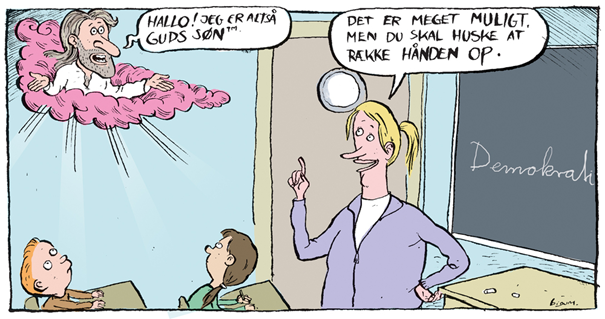 HALLO! JEG ER ALTSÅ
GUDS SØN™.
DET ER MEGET MULIGT,
MEN DU SKAL HUSKE AT
RÆKKE HÅNDEN OP.
Demokrati